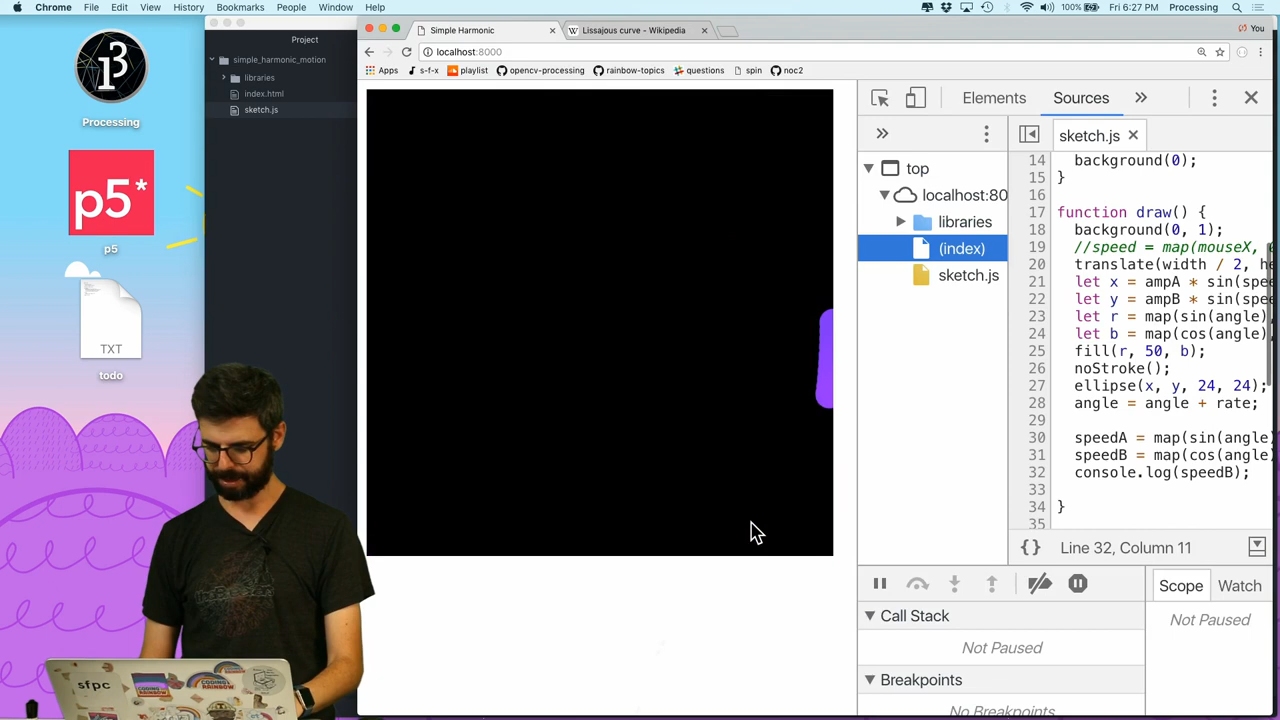 Chrome File Edit View History Bookmarks People Window Help
100% Fri 6:27 PM Processing
Processing
p5*
p5
TXT
todo
Project
simple_harmonic_motion
libraries
index.html
sketch.js
Simple Harmonic
Lissajous curve - Wikipedia
You
localhost:8000
Apps s-f-x playlist opencv-processing rainbow-topics questions spin noc2
Elements Sources
sketch.js
top
localhost:80
libraries
(index)
sketch.js
14 background(0);
15 }
16
17 function draw() {
18 background(0, 1);
19 //speed = map(mouseX,
20 translate(width / 2, he
21 let x = ampA * sin(spee
22 let y = ampB * sin(spee
23 let r = map(sin(angle),
24 let b = map(cos(angle),
25 fill(r, 50, b);
26 noStroke();
27 ellipse(x, y, 24, 24);
28 angle = angle + rate;
29
30 speedA = map(sin(angle)
31 speedB = map(cos(angle)
32 console.log(speedB);
33
34 }
35
{} Line 32, Column 11
Scope Watch
Call Stack
Not Paused
Not Paused
Breakpoints
No Breakpoints
sfpc